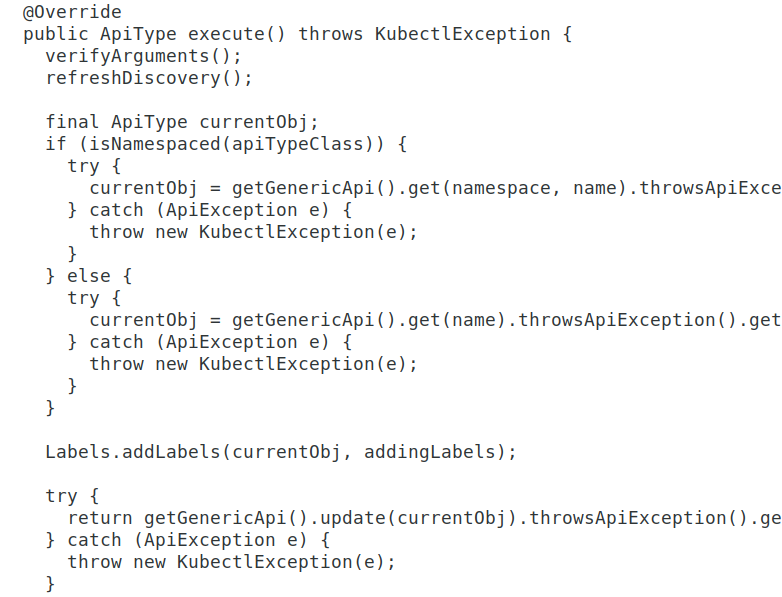 @Override
public ApiType execute() throws KubectlException {
verifyArguments();
refreshDiscovery();
final ApiType currentObj;
if (isNamespaced(apiTypeClass)) {
try {
currentObj = getGenericApi().get(namespace, name).throwsApiExce
} catch (ApiException e) {
throw new KubectlException(e);
}
} else {
try {
currentObj = getGenericApi().get(name).throwsApiException().get
} catch (ApiException e) {
throw new KubectlException(e);
}
}
Labels.addLabels(currentObj, addingLabels);
try {
return getGenericApi().update(currentObj).throwsApiException().ge
} catch (ApiException e) {
throw new KubectlException(e);
}